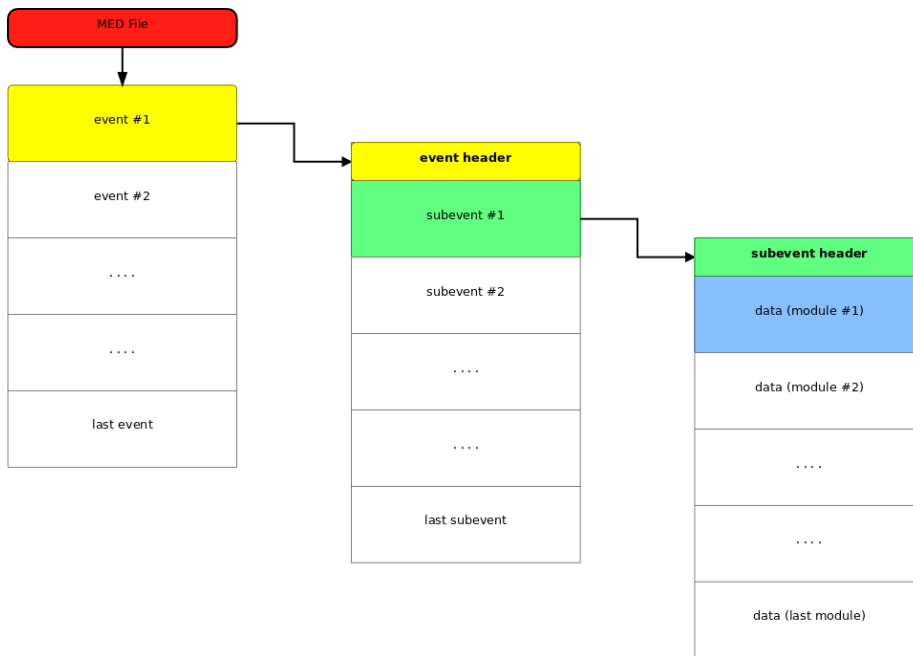 MED File
event #1
event #2
. . . .
. . . .
last event
event header
subevent #1
subevent #2
. . . .
. . . .
last subevent
subevent header
data (module #1)
data (module #2)
. . . .
. . . .
data (last module)